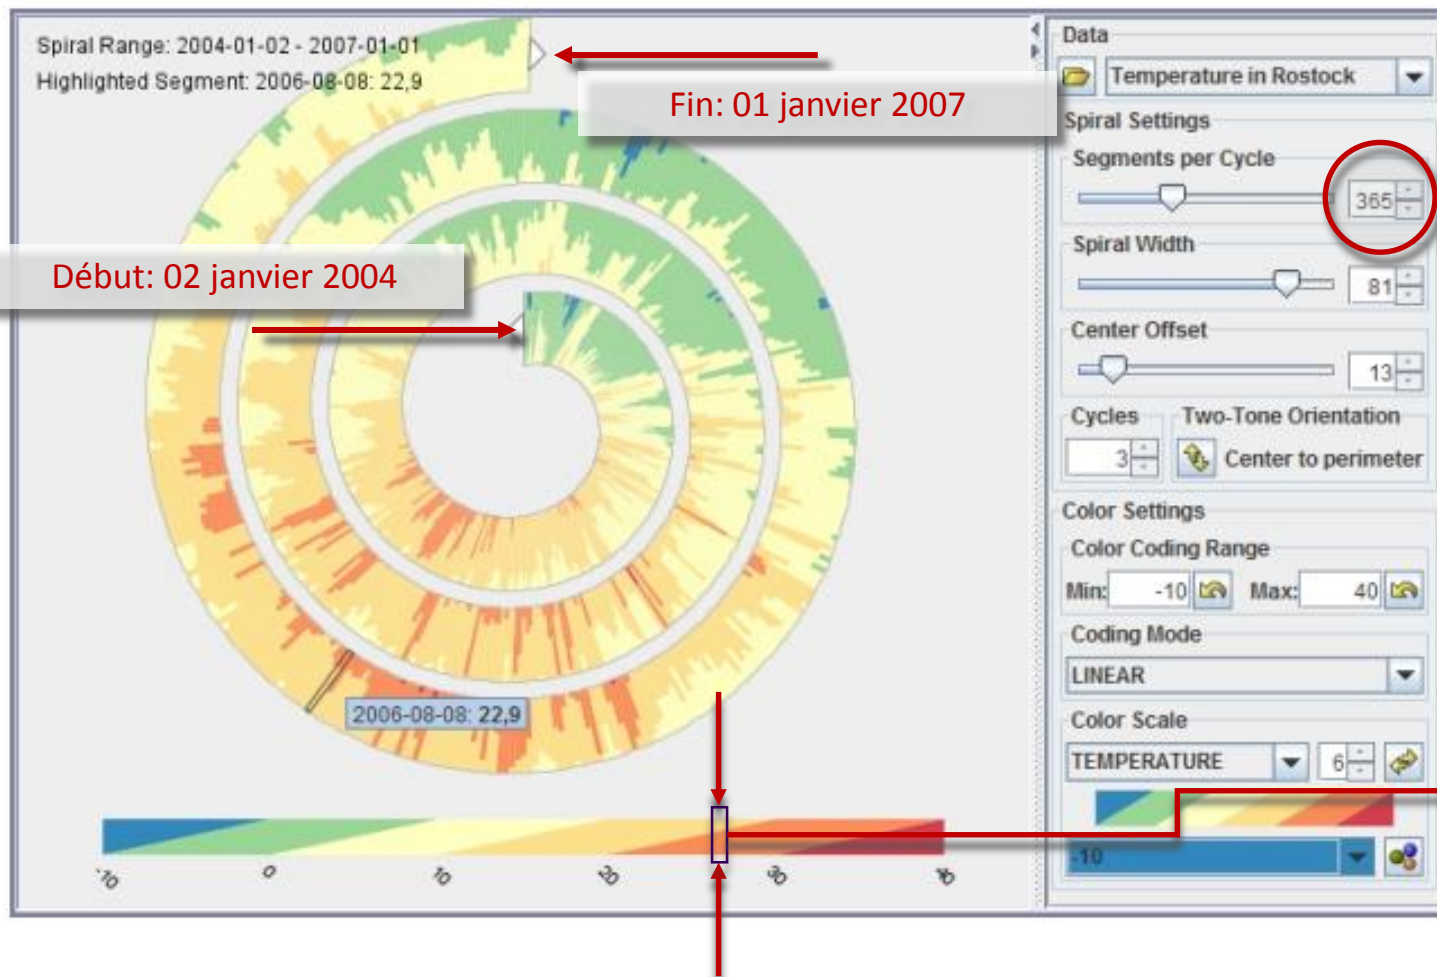 Spiral Range: 2004-01-02 - 2007-01-01
Highlighted Segment: 2006-08-08: 22,9
Fin: 01 janvier 2007
Début: 02 janvier 2004
2006-08-08: 22,9
-10 0 10 20 30 40
Data
Temperature in Rostock
Spiral Settings
Segments per Cycle
365
Spiral Width
81
Center Offset
13
Cycles Two-Tone Orientation
3 Center to perimeter
Color Settings
Color Coding Range
Min: -10 Max: 40
Coding Mode
LINEAR
Color Scale
TEMPERATURE 6
-10